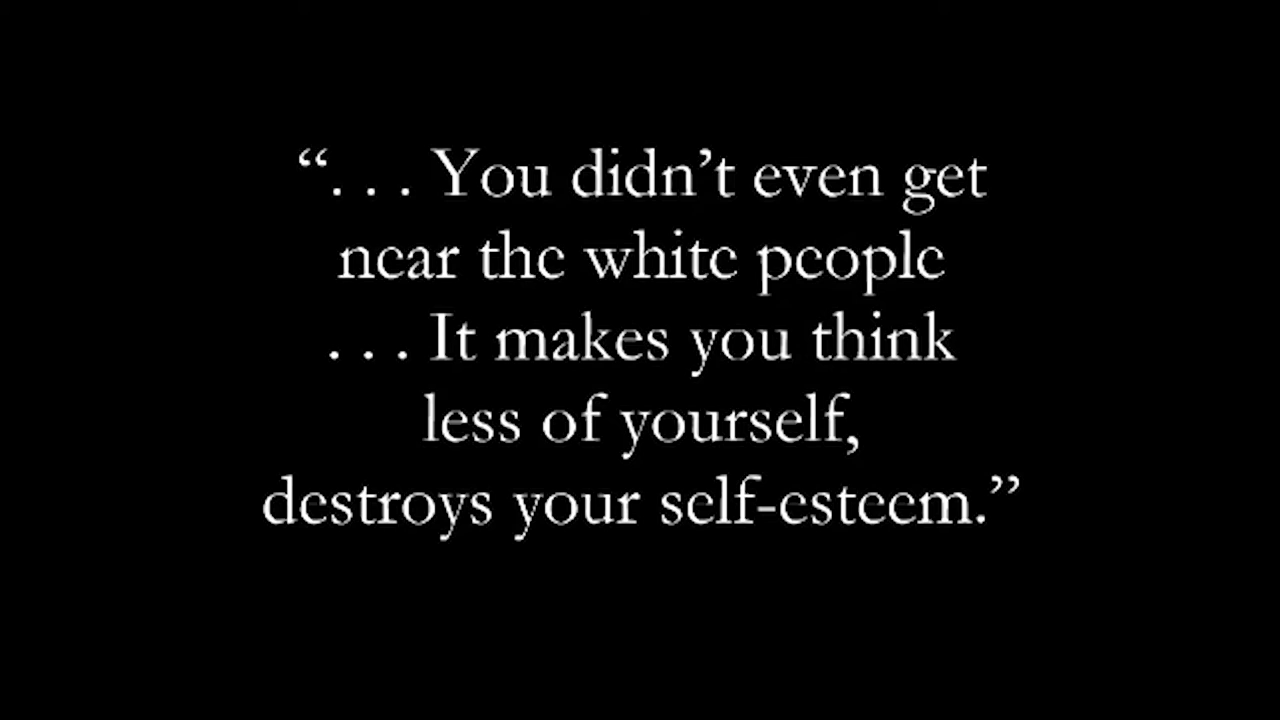 “. . . You didn’t even get
near the white people
. . . It makes you think
less of yourself,
destroys your self-esteem.”